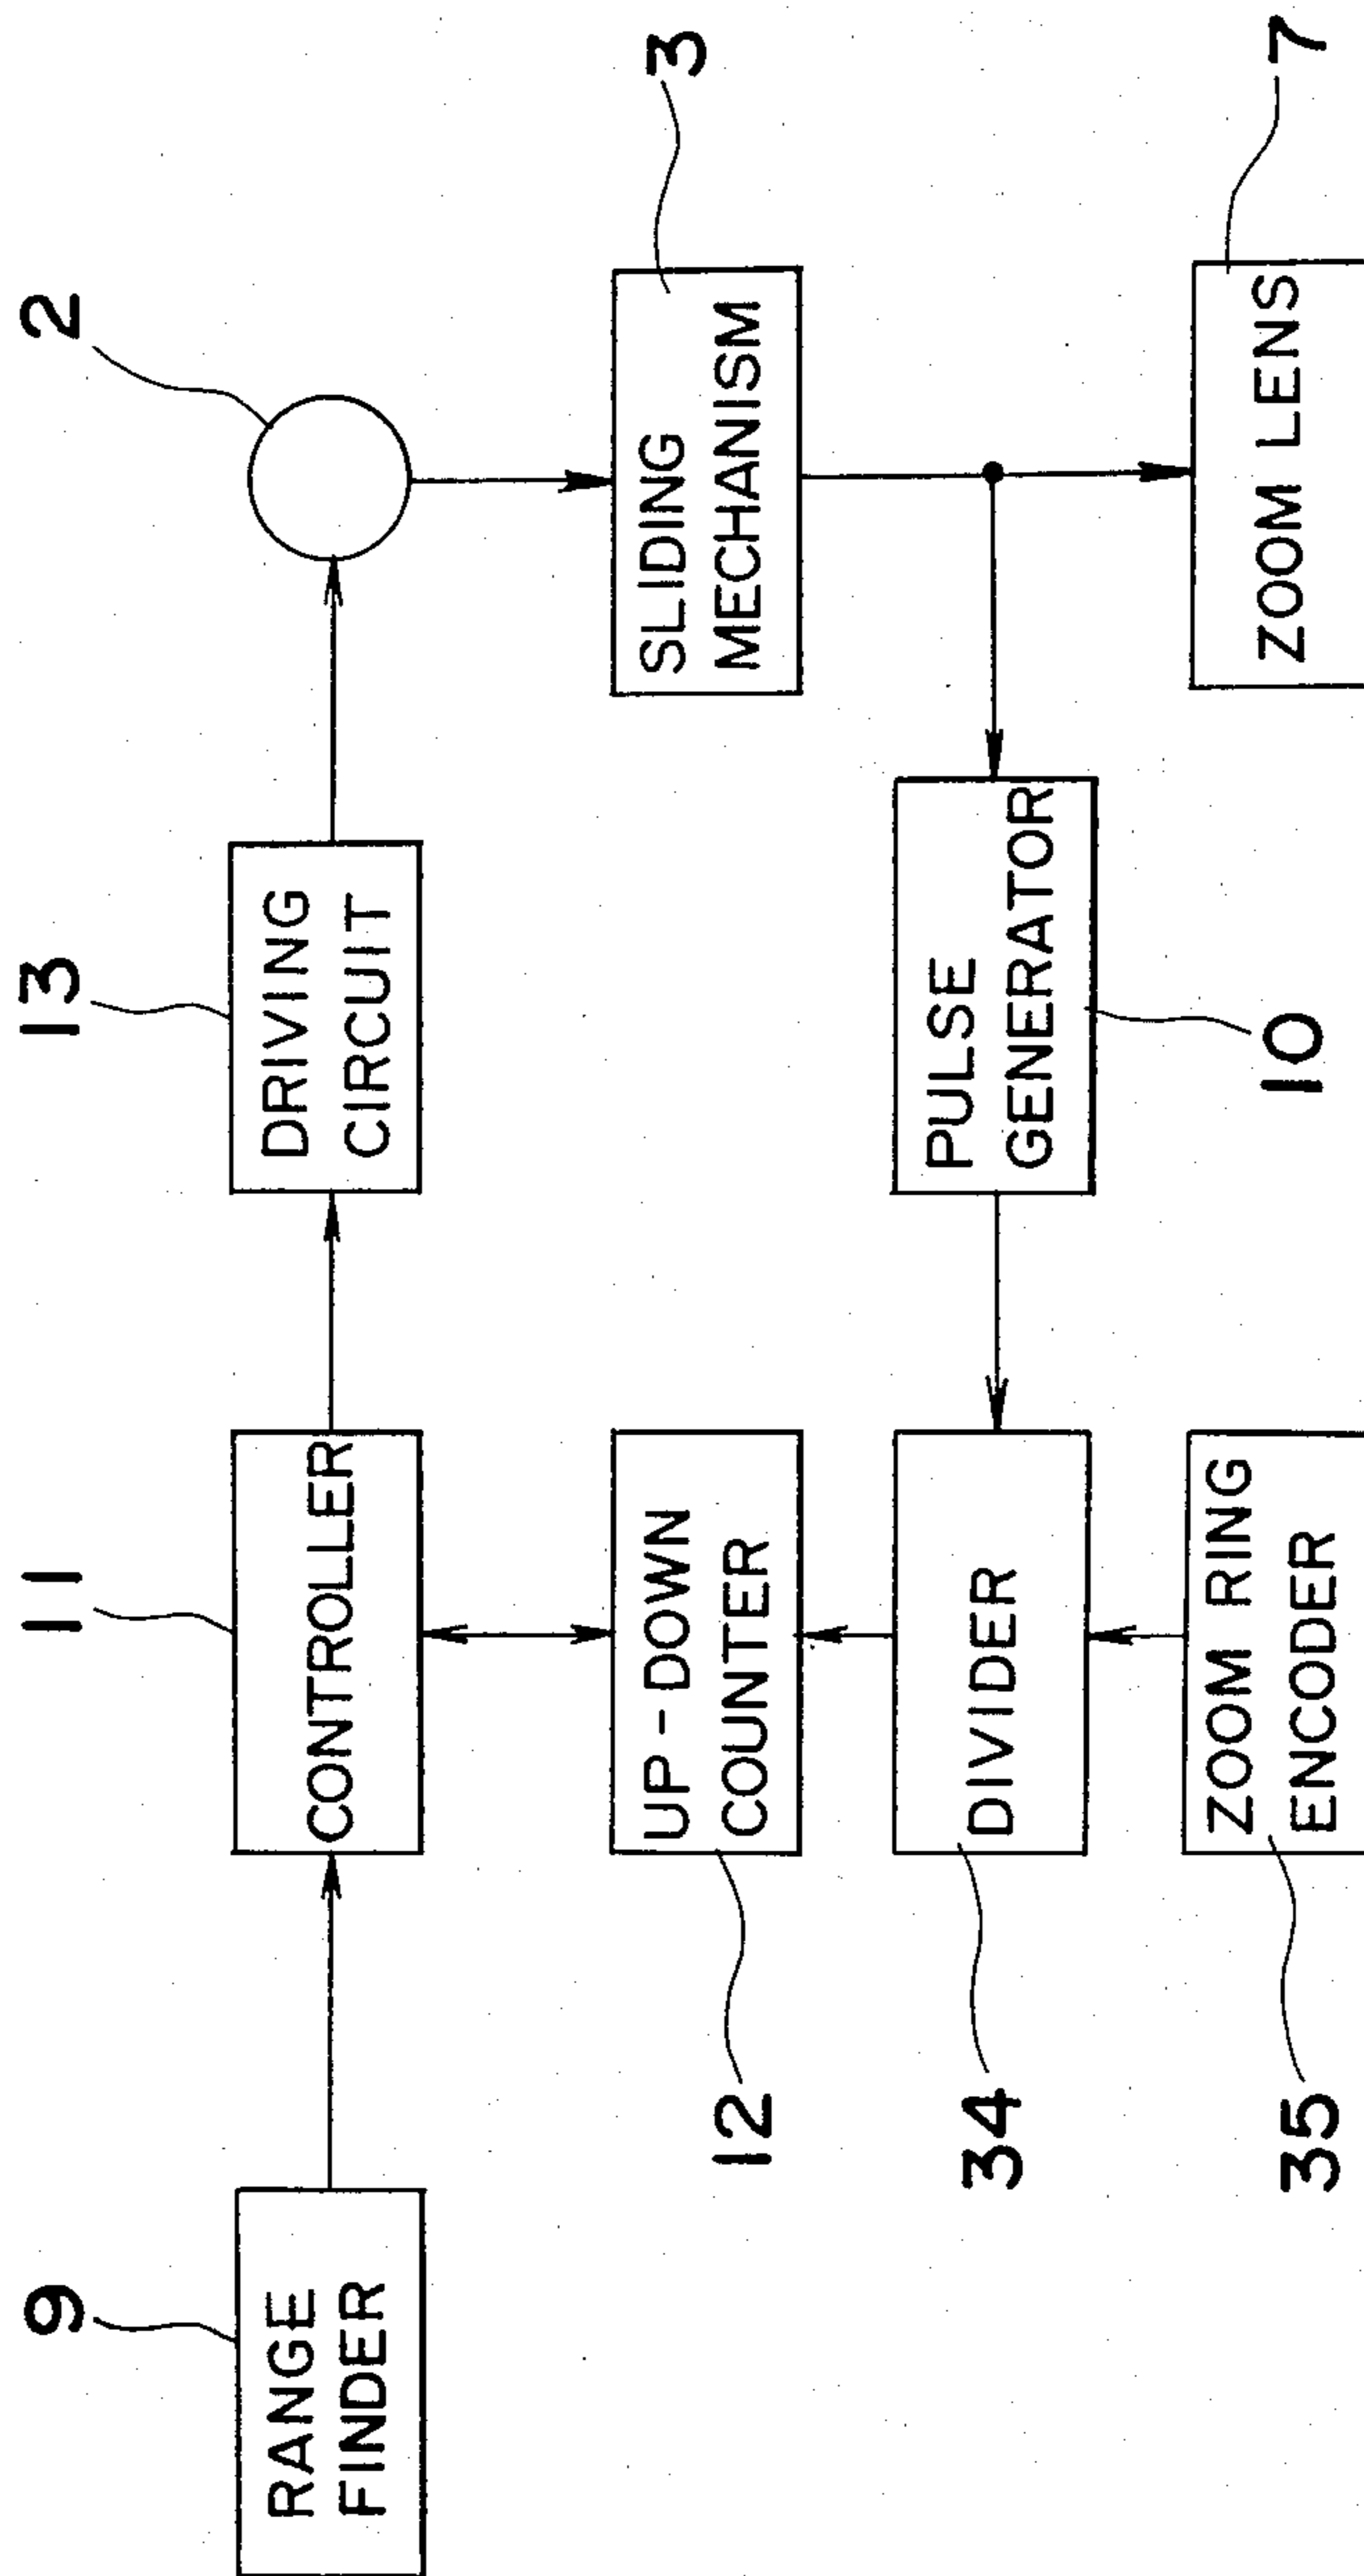 9
RANGE
FINDER
11
CONTROLLER
13
DRIVING
CIRCUIT
2
UP-DOWN
COUNTER
12
SLIDING
MECHANISM
3
DIVIDER
34
PULSE
GENERATOR
10
ZOOM RING
ENCODER
35
ZOOM LENS
7